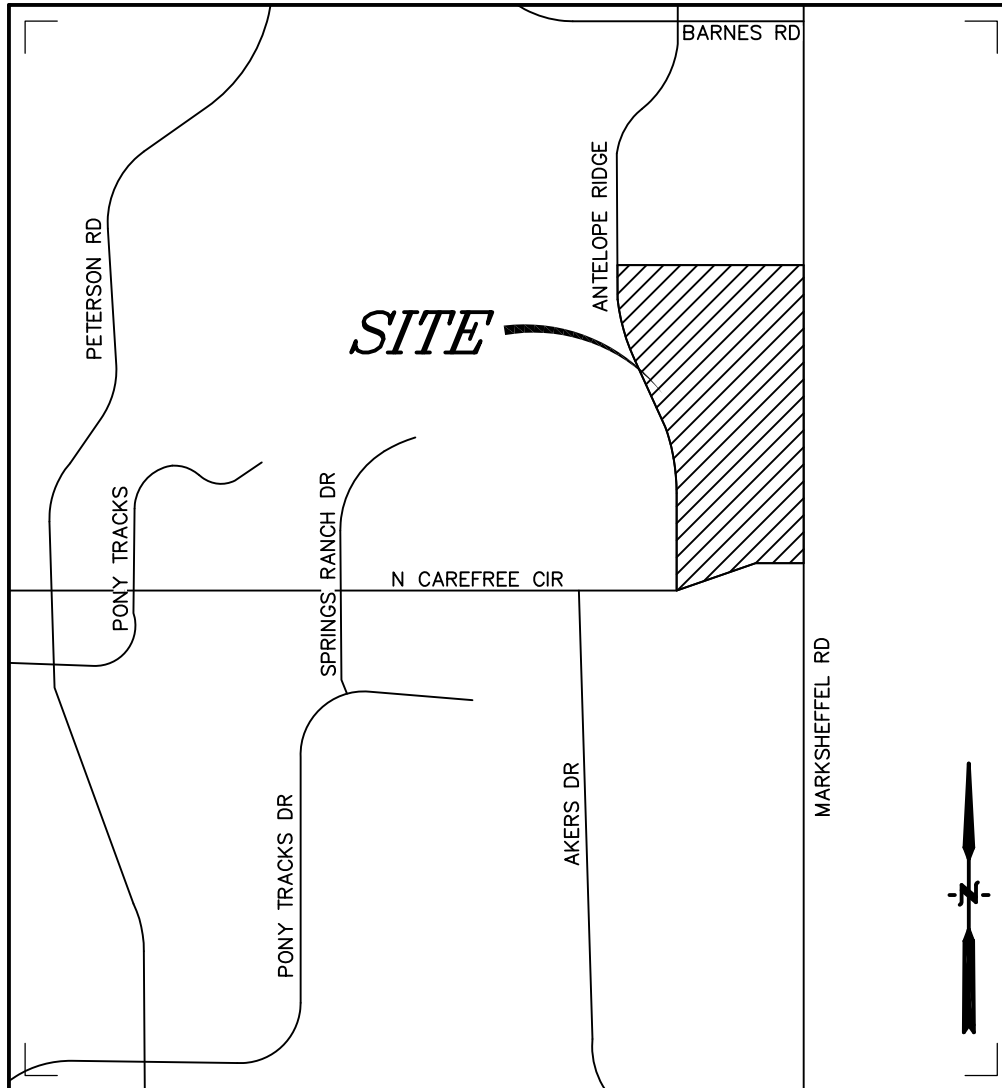 BARNES RD
ANTELOPE RIDGE
PETERSON RD
SITE
PONY TRACKS
SPRINGS RANCH DR
N CAREFREE CIR
MARKSHEFFEL RD
AKERS DR
PONY TRACKS DR
N